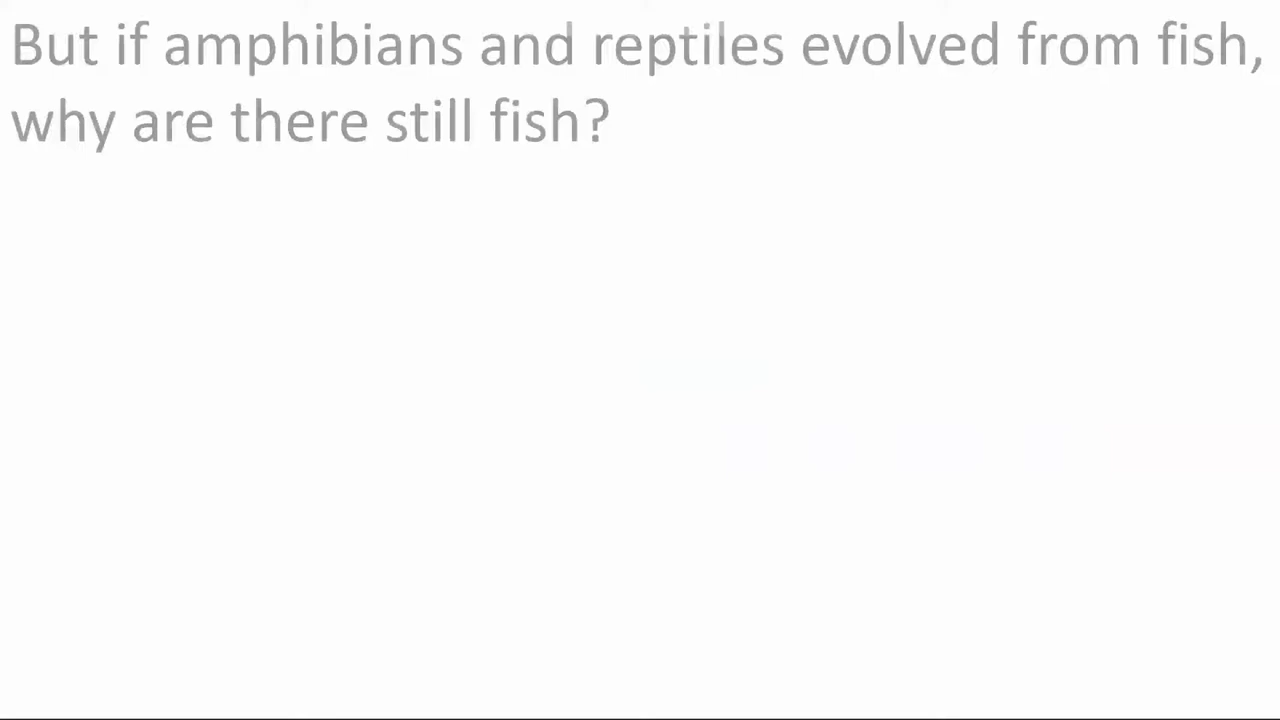 But if amphibians and reptiles evolved from fish,
why are there still fish?